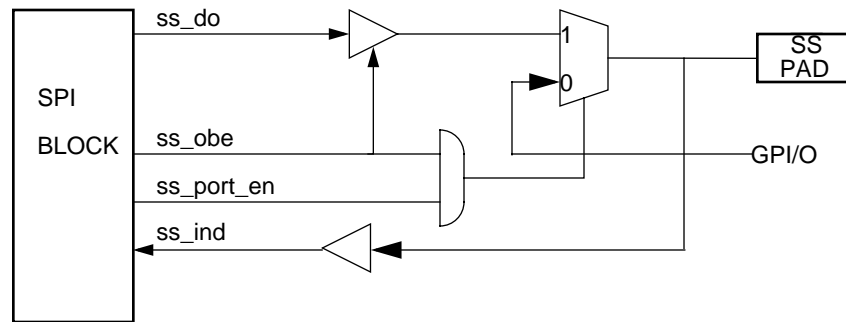 ss_do
1
SS
PAD
0
SPI
BLOCK
ss_obe
GPI/O
ss_port_en
ss_ind